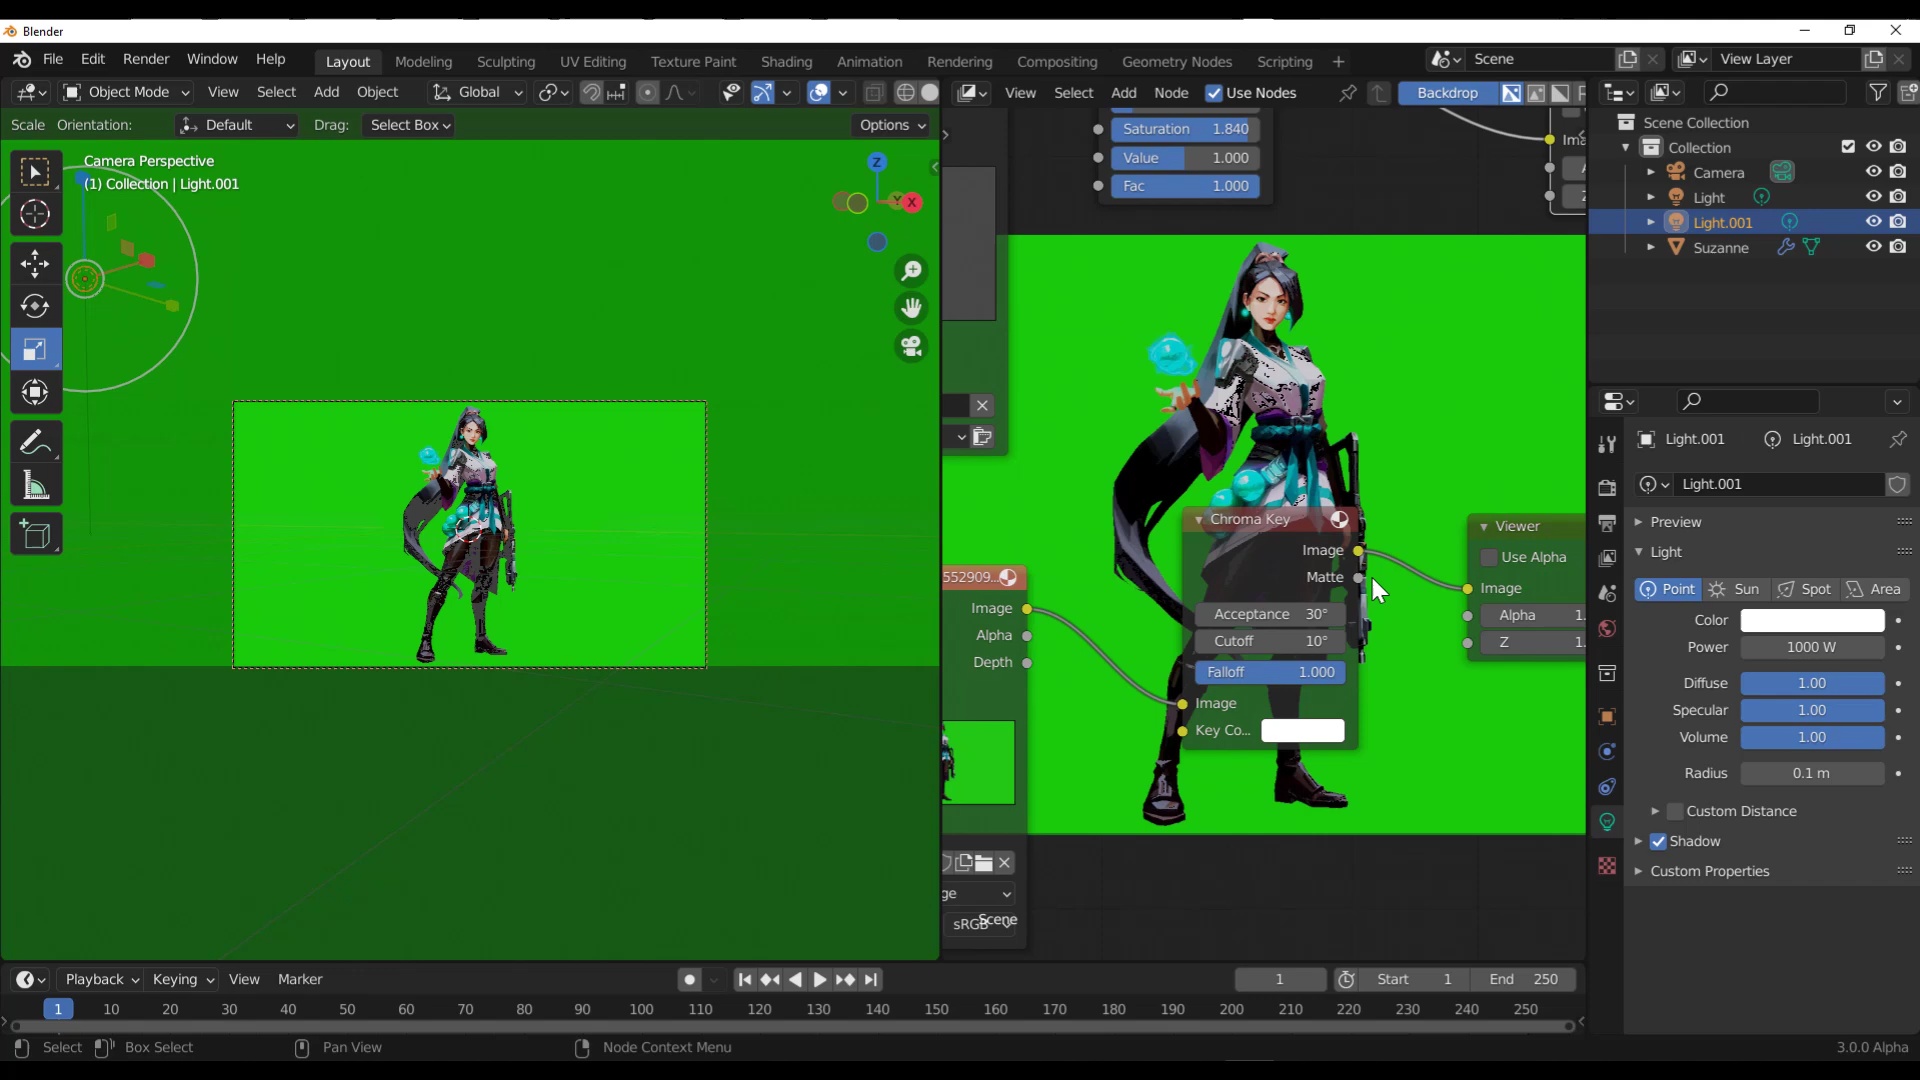 Blender
File Edit Render Window Help
Layout Modeling Sculpting UV Editing Texture Paint Shading Animation Rendering Compositing Geometry Nodes Scripting +
Scene
View Layer
Object Mode View Select Add Object Global
View Select Add Node Use Nodes Backdrop
Scale Orientation: Default Drag: Select Box Options
Camera Perspective
(1) Collection | Light.001
Z
Y
X
Saturation 1.840
Value 1.000
Fac 1.000
Ima
Z
Scene Collection
Collection
Camera
Light
Light.001
Suzanne
Chroma Key
Image
Matte
Acceptance 30°
Cutoff 10°
Falloff 1.000
Image
Key Co...
Viewer
Use Alpha
Image
Alpha 1.
Z 1.
552909...
Image
Alpha
Depth
ge
sRGB
Scene
Light.001 Light.001
Light.001
Preview
Light
Point Sun Spot Area
Color
Power 1000 W
Diffuse 1.00
Specular 1.00
Volume 1.00
Radius 0.1 m
Custom Distance
Shadow
Custom Properties
Playback Keying View Marker
1 Start 1 End 250
1 10 20 30 40 50 60 70 80 90 100 110 120 130 140 150 160 170 180 190 200 210 220 230 240 250
Select Box Select Pan View Node Context Menu 3.0.0 Alpha